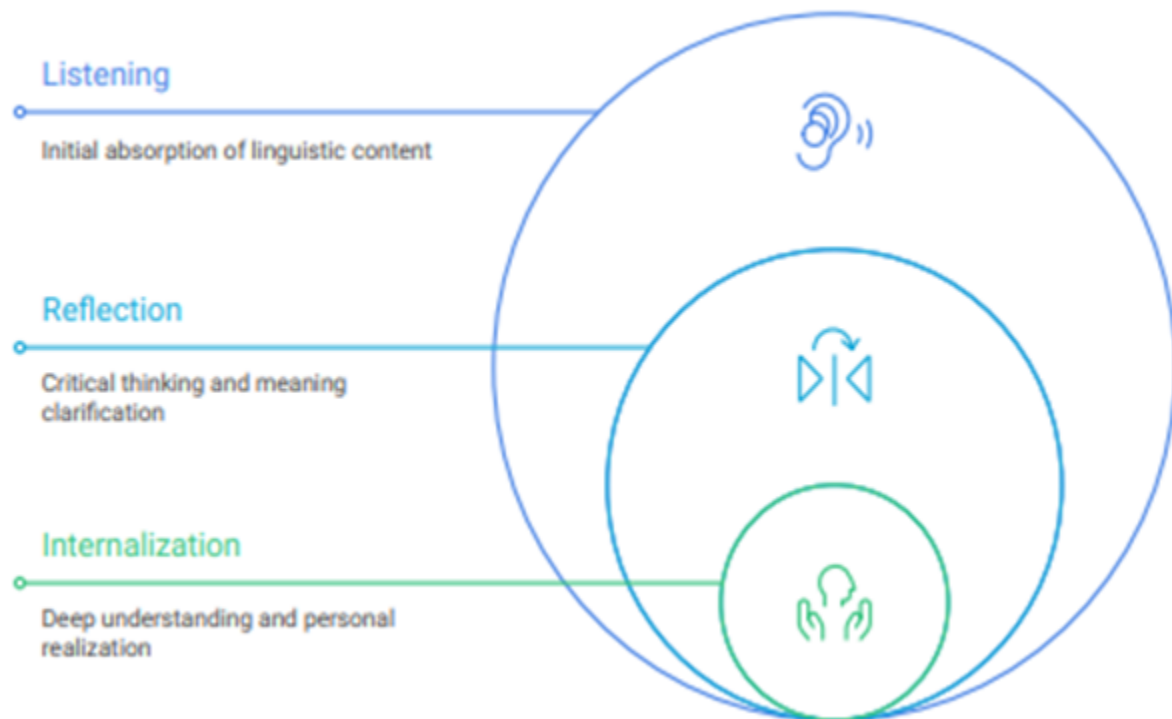 Listening
Initial absorption of linguistic content
Reflection
Critical thinking and meaning
clarification
Internalization
Deep understanding and personal
realization